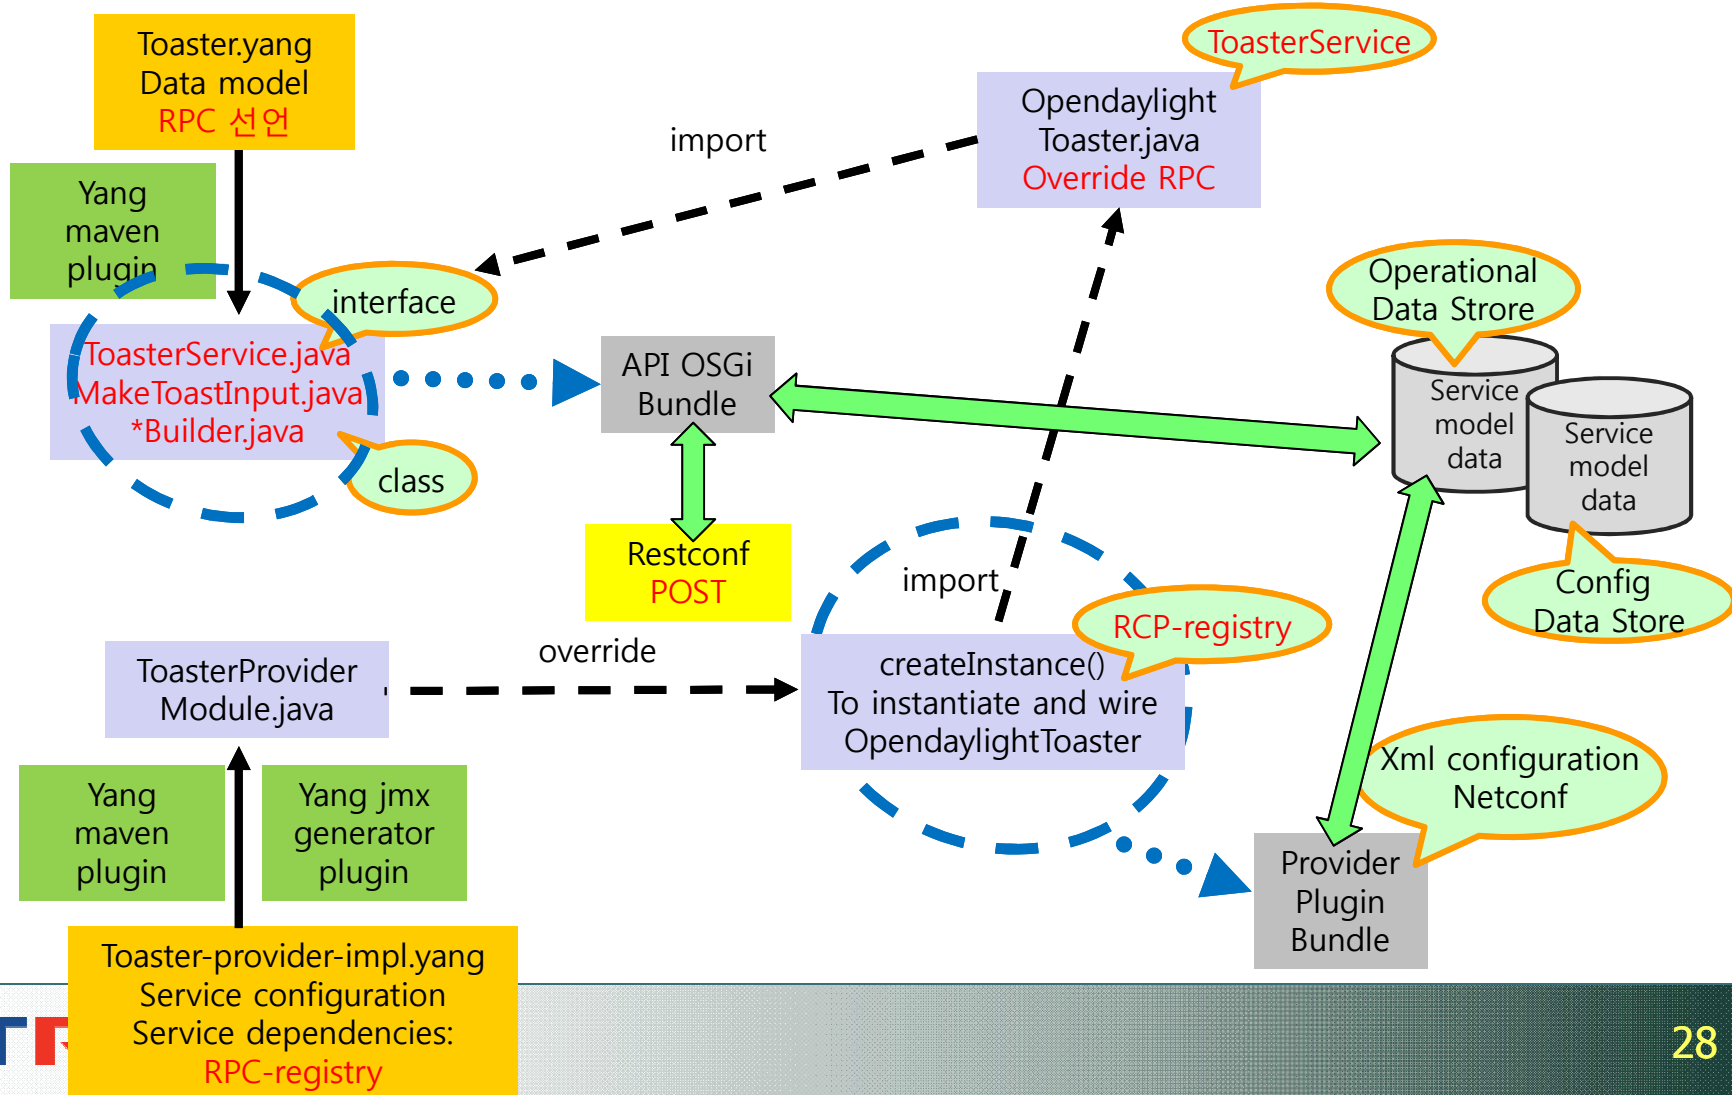 Toaster.yang
Data model
RPC 선언
Yang
maven
plugin
import
ToasterService
Opendaylight
Toaster.java
Override RPC
interface
ToasterService.java
MakeToastInput.java
*Builder.java
class
API OSGi
Bundle
Operational
Data Strore
Service
model
data
Service
model
data
Config
Data Store
Restconf
POST
import
RCP-registry
createInstance()
To instantiate and wire
OpendaylightToaster
override
ToasterProvider
Module.java
Yang
maven
plugin
Yang jmx
generator
plugin
Xml configuration
Netconf
Provider
Plugin
Bundle
Toaster-provider-impl.yang
Service configuration
Service dependencies:
RPC-registry
28